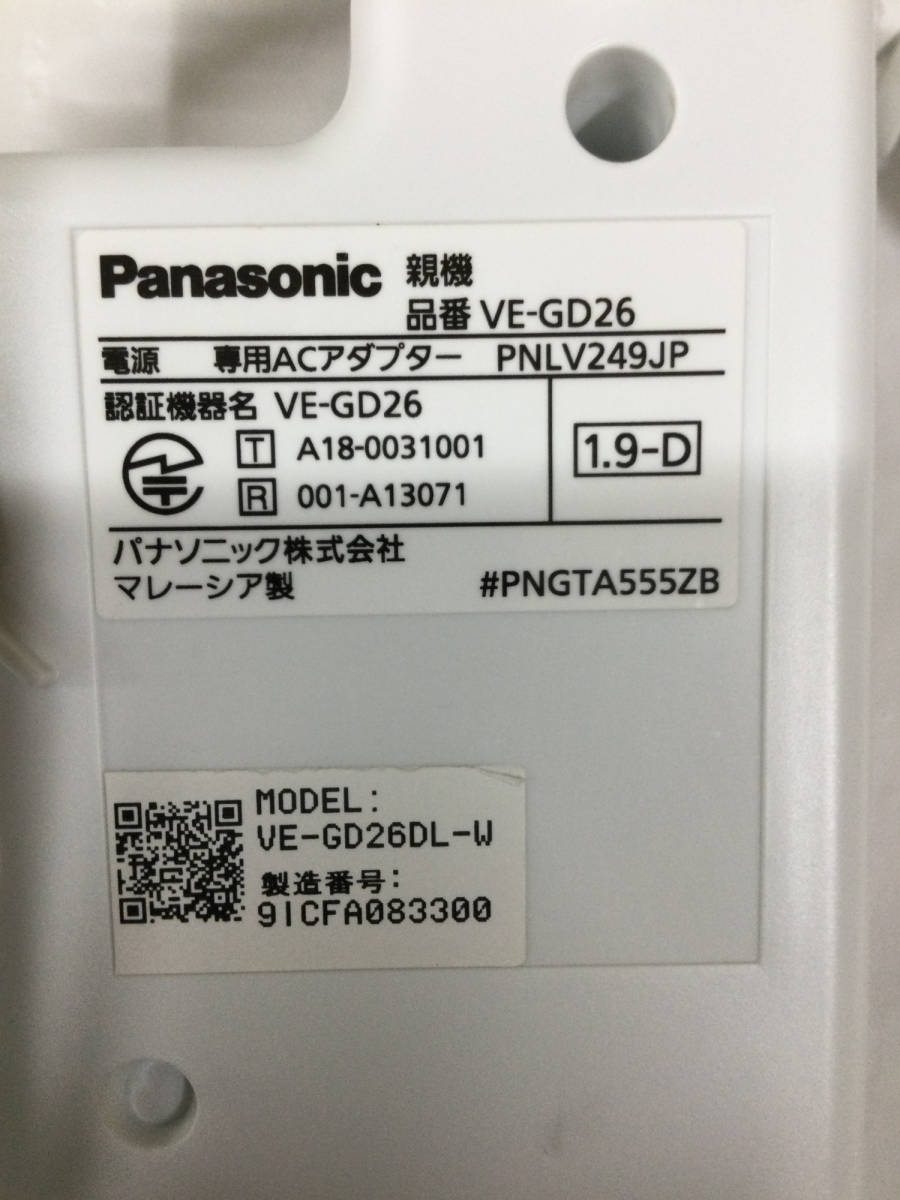 Panasonic 親機
品番 VE-GD26
電源 専用ACアダプター PNLV249JP
認証機器名 VE-GD26
T A18-0031001
R 001-A13071
1.9-D
パナソニック株式会社
マレーシア製 #PNGTA555ZB
MODEL:
VE-GD26DL-W
製造番号:
9ICFA083300